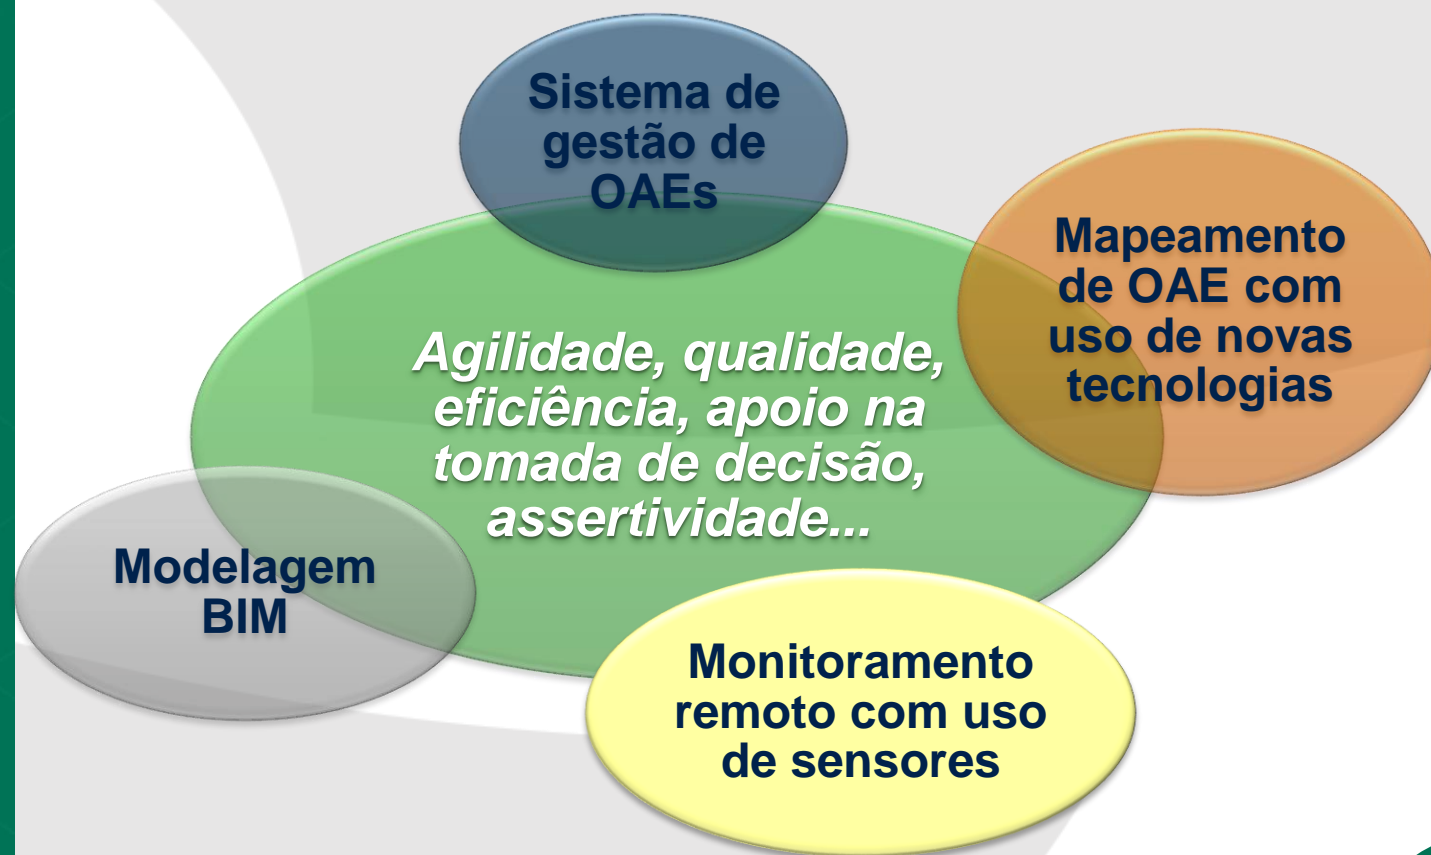 Sistema de
gestão de
OAEs
Mapeamento
de OAE com
uso de novas
tecnologias
Agilidade, qualidade,
eficiência, apoio na
tomada de decisão,
assertividade...
Modelagem
BIM
Monitoramento
remoto com uso
de sensores